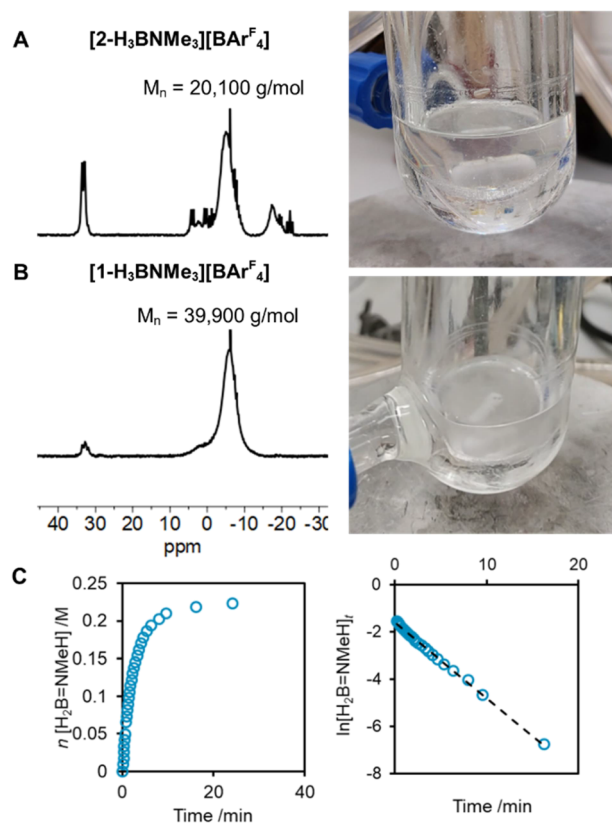 A
[2-H₃BNMe₃][BArᶠ₄]
Mₙ = 20,100 g/mol
B
[1-H₃BNMe₃][BArᶠ₄]
Mₙ = 39,900 g/mol
40 30 20 10 0 -10 -20 -30
ppm
C
n [H₂B=NMeH] /M
0.25
0.2
0.15
0.1
0.05
0
0 20 40
Time /min
0 10 20
ln[H₂B=NMeH]ₜ
0
-2
-4
-6
-8
Time /min